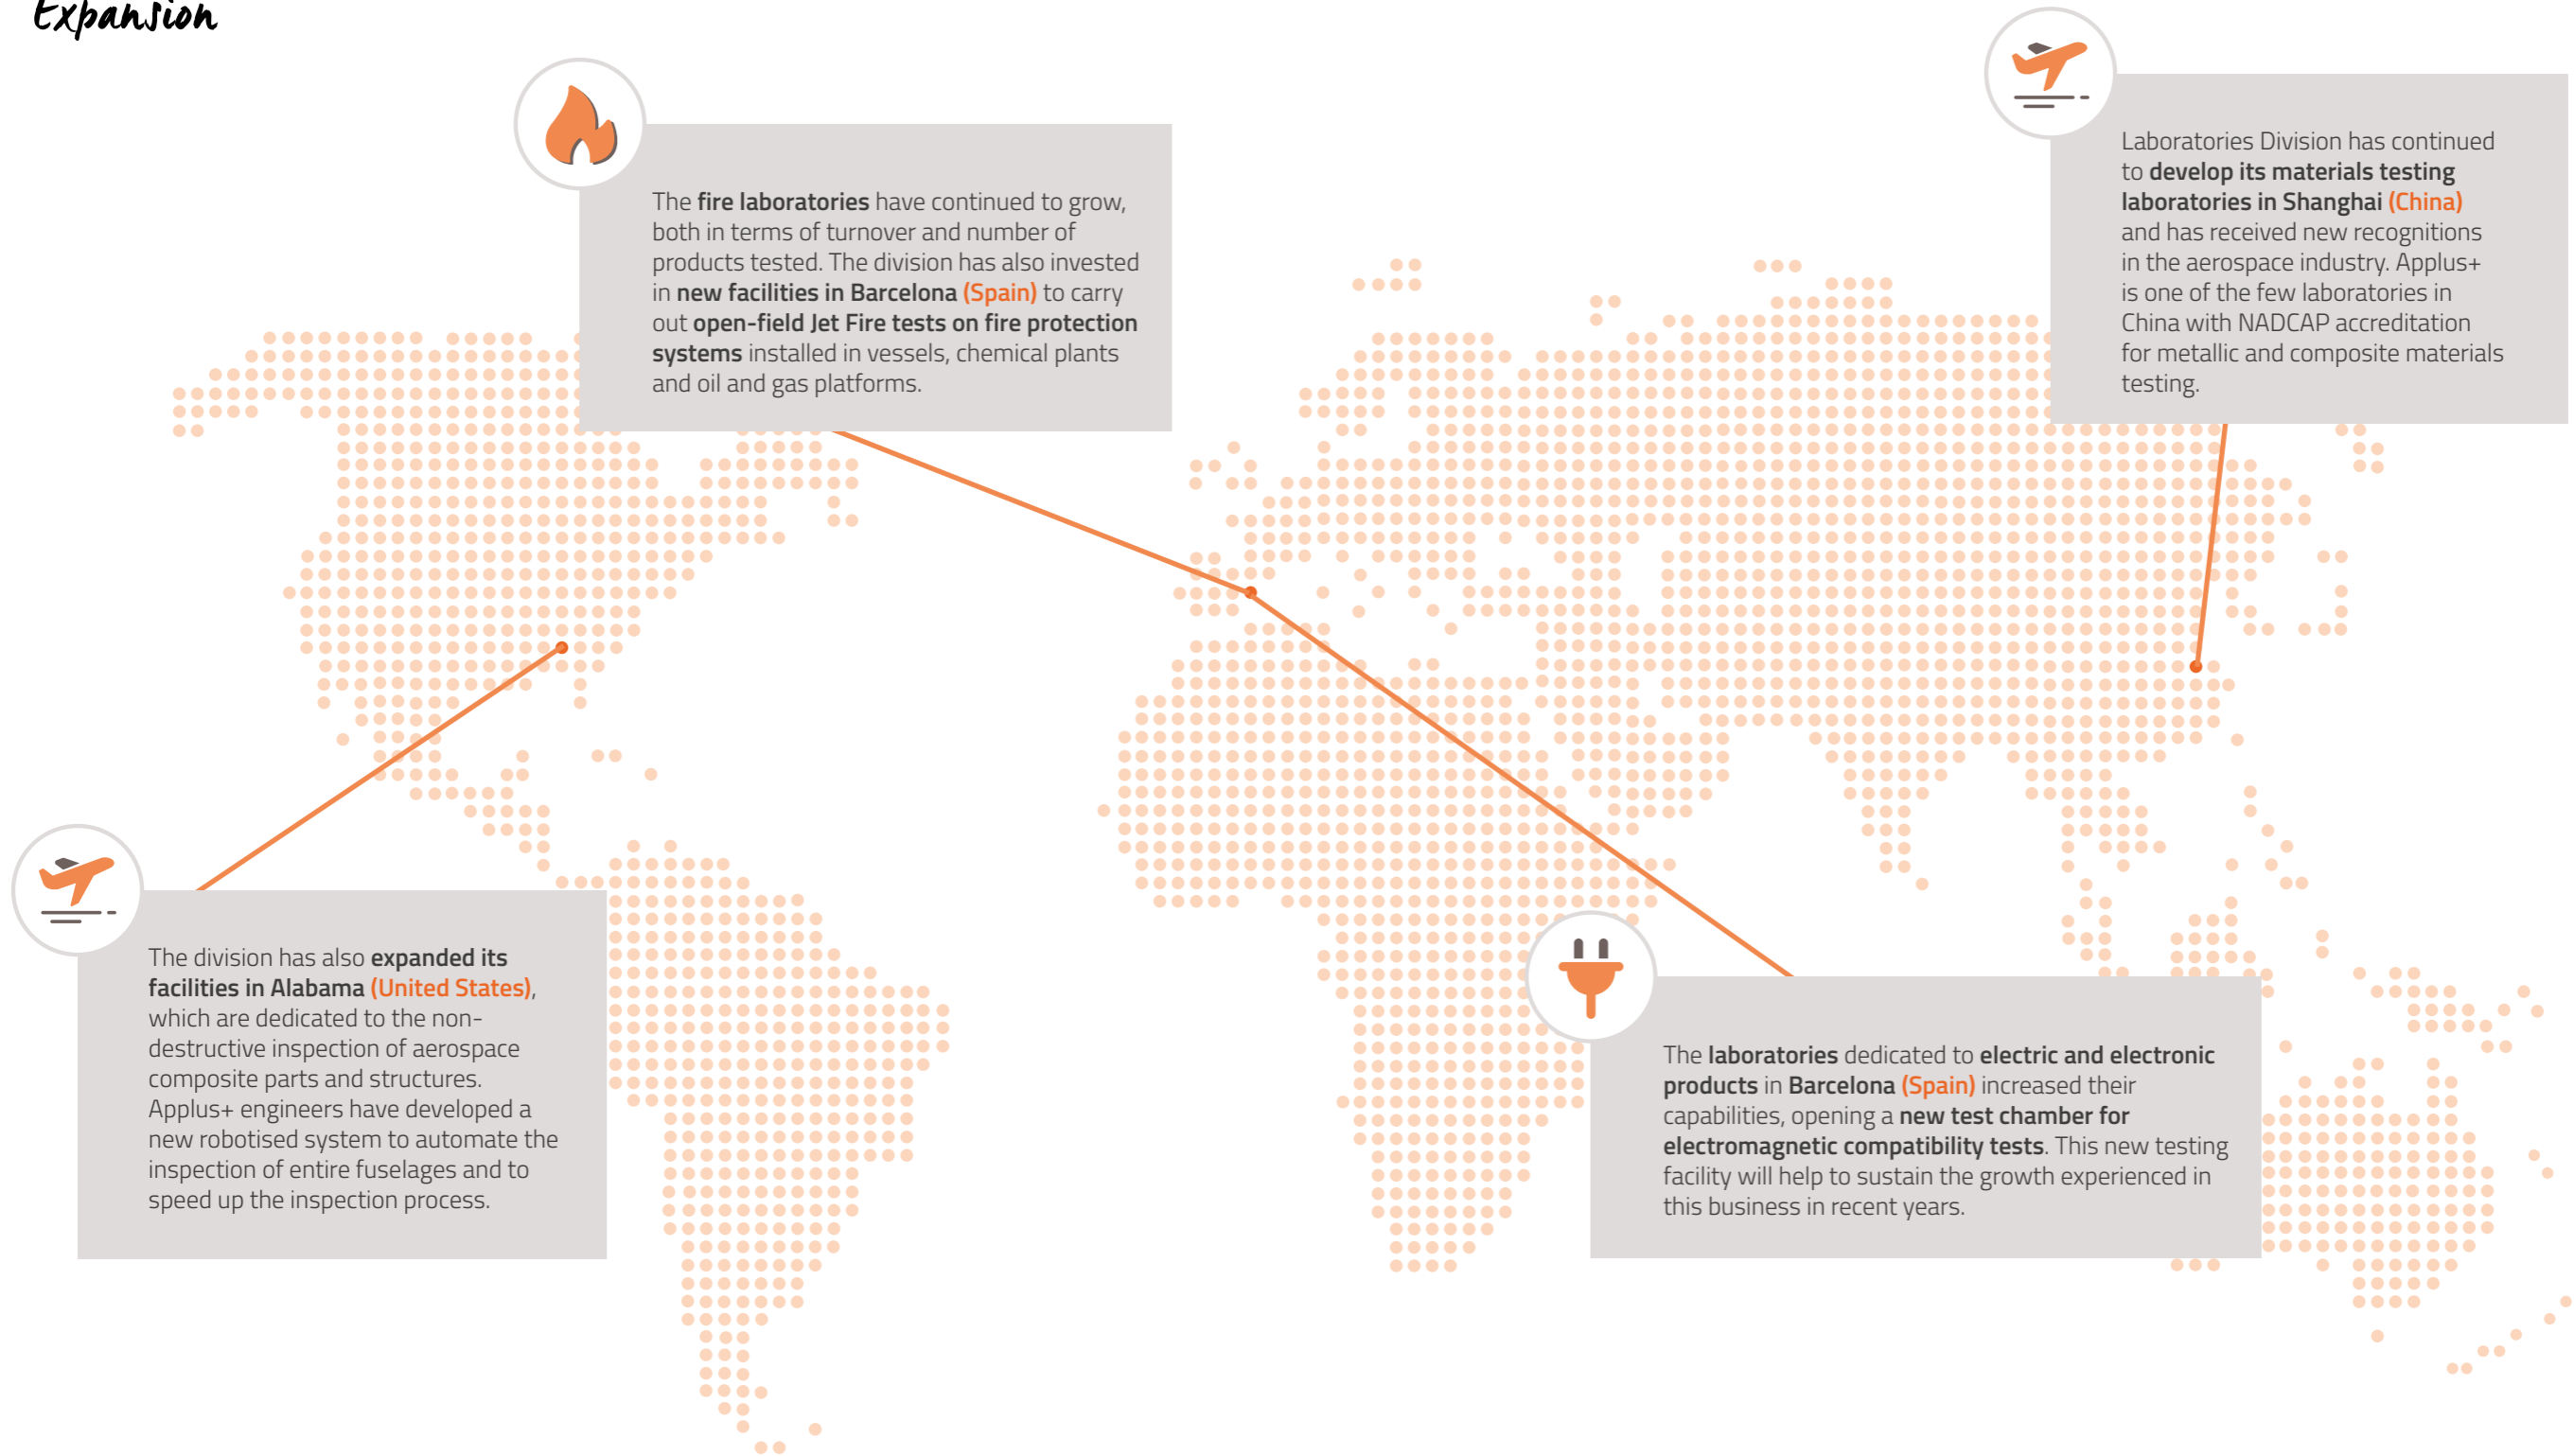 Expansion
The fire laboratories have continued to grow,
both in terms of turnover and number of
products tested. The division has also invested
in new facilities in Barcelona (Spain) to carry
out open-field Jet Fire tests on fire protection
systems installed in vessels, chemical plants
and oil and gas platforms.
Laboratories Division has continued
to develop its materials testing
laboratories in Shanghai (China)
and has received new recognitions
in the aerospace industry. Applus+
is one of the few laboratories in
China with NADCAP accreditation
for metallic and composite materials
testing.
The division has also expanded its
facilities in Alabama (United States),
which are dedicated to the non-
destructive inspection of aerospace
composite parts and structures.
Applus+ engineers have developed a
new robotised system to automate the
inspection of entire fuselages and to
speed up the inspection process.
The laboratories dedicated to electric and electronic
products in Barcelona (Spain) increased their
capabilities, opening a new test chamber for
electromagnetic compatibility tests. This new testing
facility will help to sustain the growth experienced in
this business in recent years.